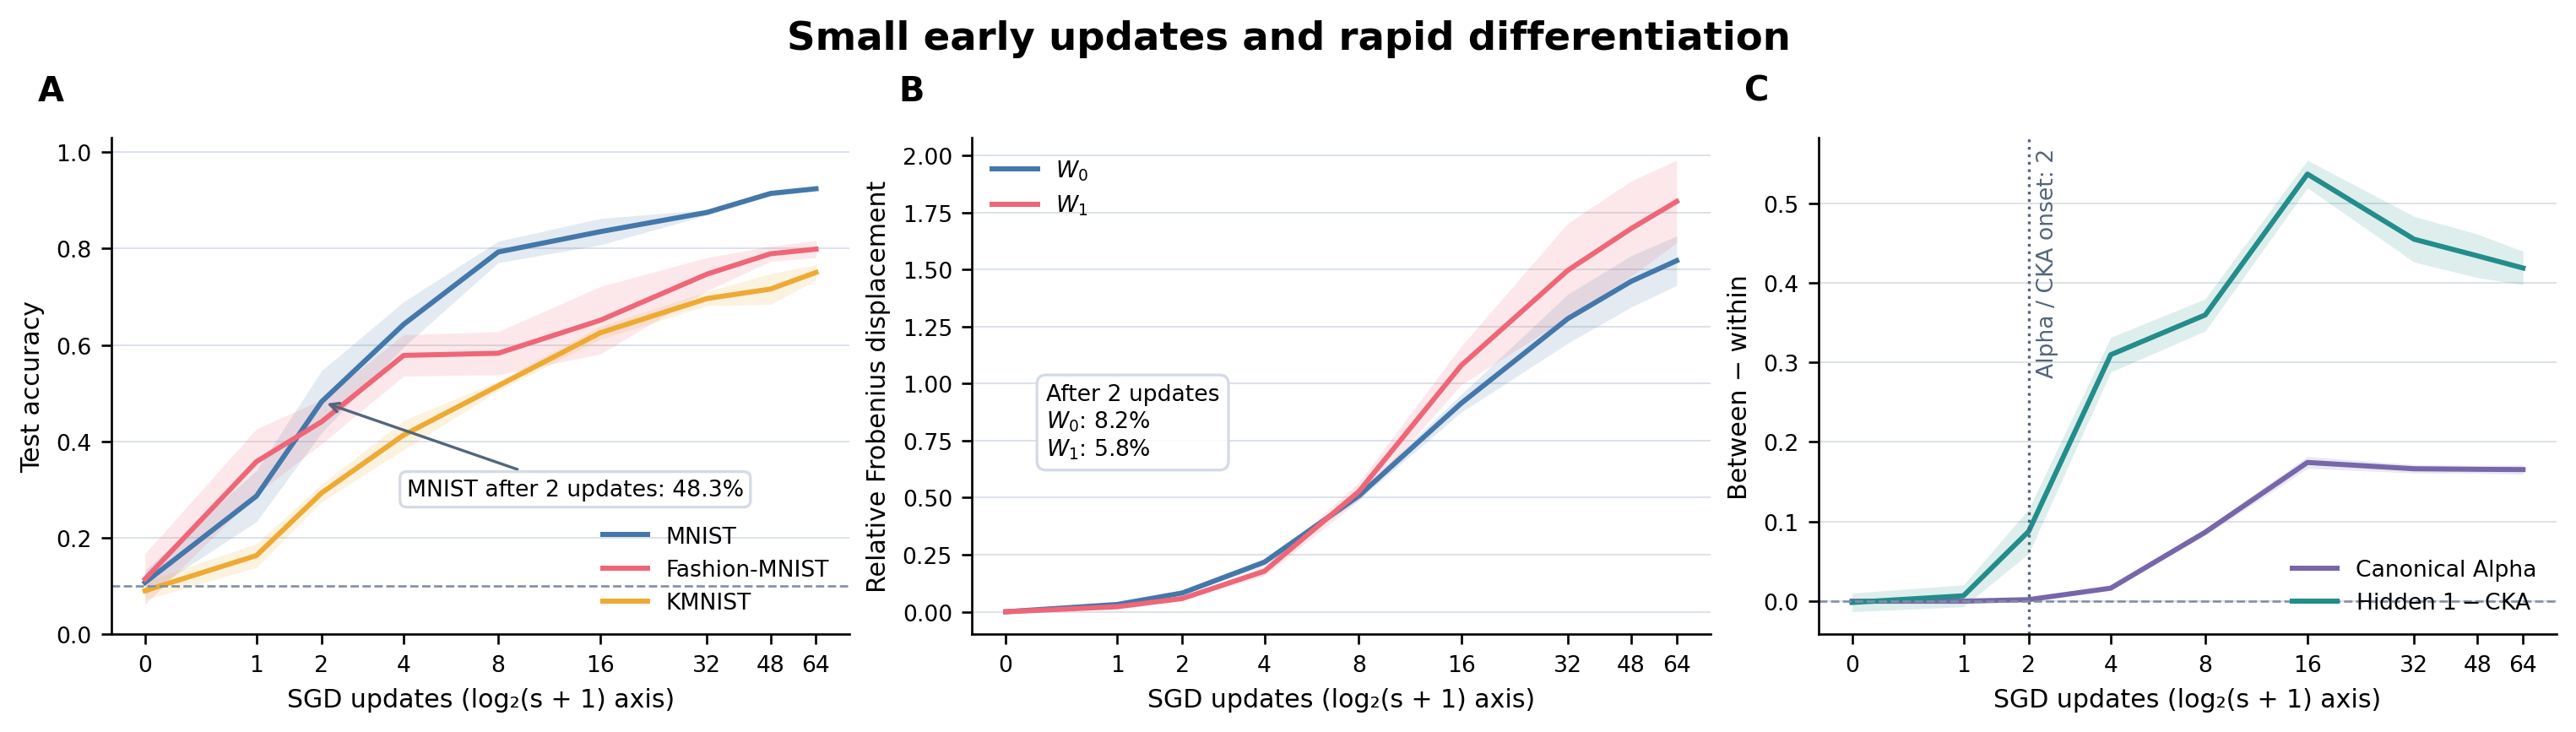 Small early updates and rapid differentiation
A
Test accuracy
1.0
0.8
0.6
0.4
0.2
0.0
MNIST after 2 updates: 48.3%
MNIST
Fashion-MNIST
KMNIST
0 1 2 4 8 16 32 48 64
SGD updates (log₂(s + 1) axis)
B
Relative Frobenius displacement
2.00
1.75
1.50
1.25
1.00
0.75
0.50
0.25
0.00
W₀
W₁
After 2 updates
W₀: 8.2%
W₁: 5.8%
0 1 2 4 8 16 32 48 64
SGD updates (log₂(s + 1) axis)
C
Between − within
0.5
0.4
0.3
0.2
0.1
0.0
Alpha / CKA onset: 2
Canonical Alpha
Hidden 1 − CKA
0 1 2 4 8 16 32 48 64
SGD updates (log₂(s + 1) axis)